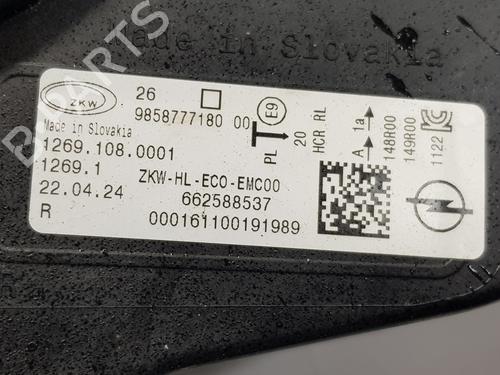 Made in Slovakia
B-PARTS
ZKW
26
9858777180 00
Made in Slovakia
1269.108.0001
1269.1
ZKW-HL-ECO-EMC00
22.04.24
662588537
R
000161100191989
E9
PL
20
HCR RL
A
1a
148R00
149R00
1122